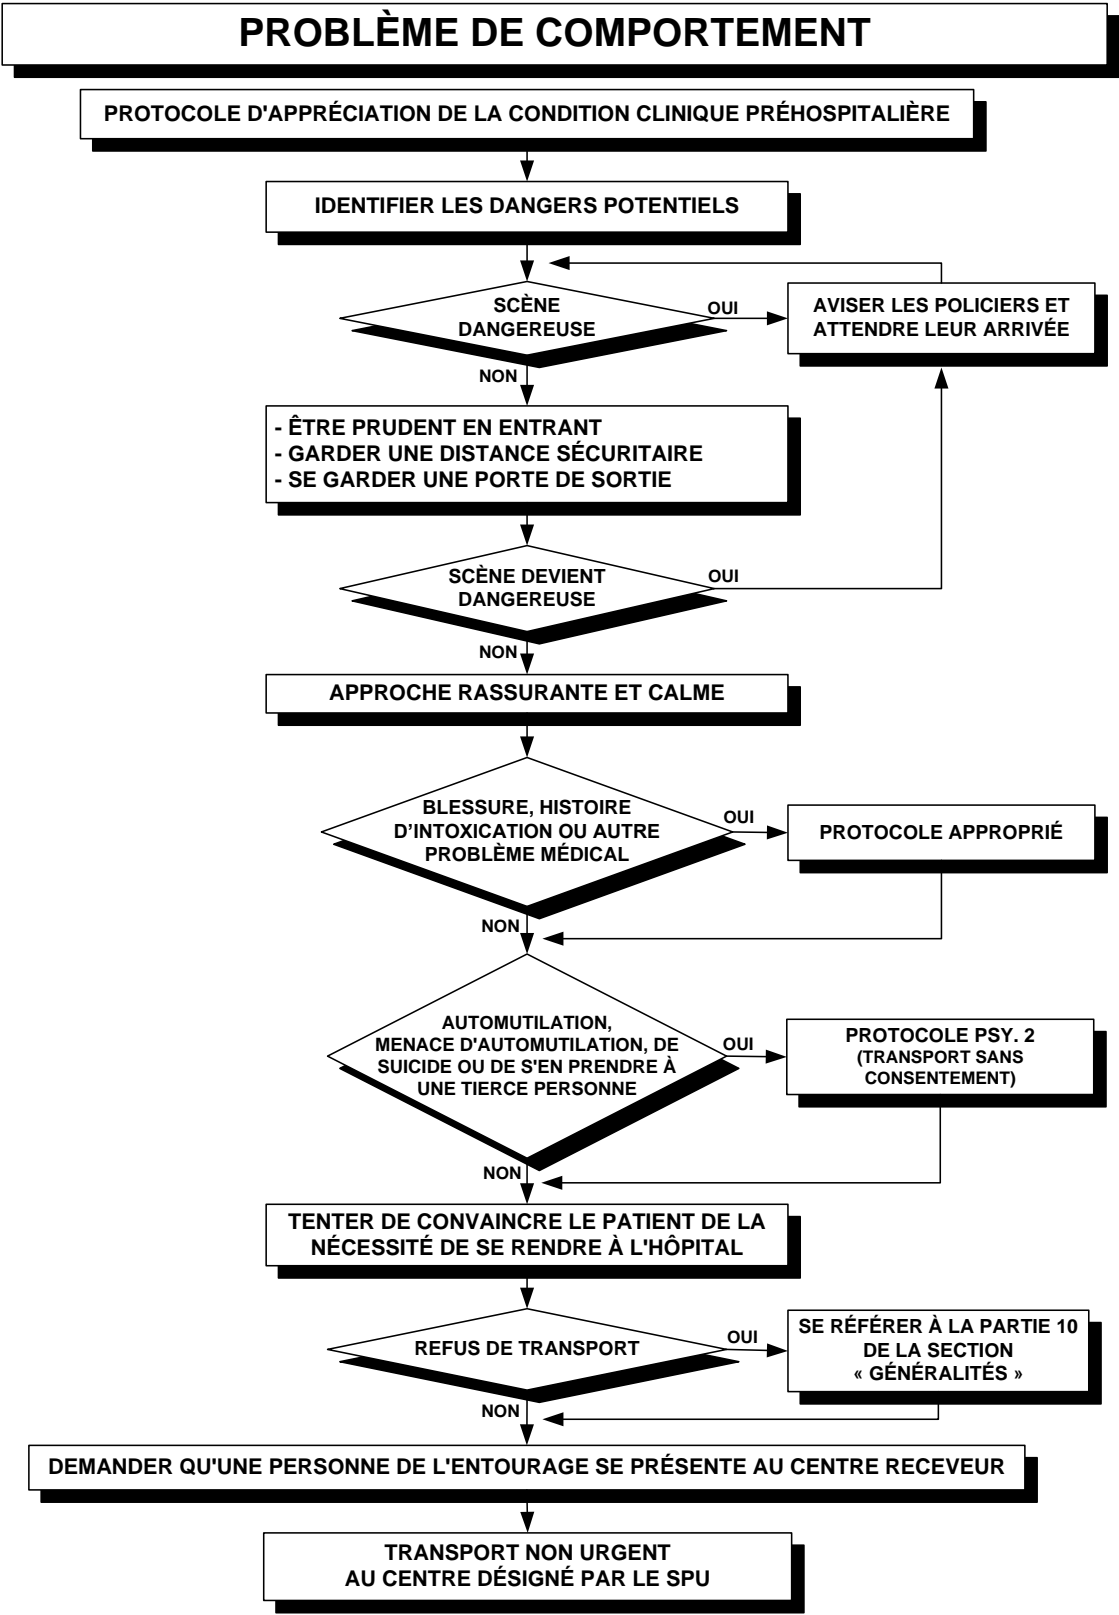 PROBLÈME DE COMPORTEMENT
PROTOCOLE D'APPRÉCIATION DE LA CONDITION CLINIQUE PRÉHOSPITALIÈRE
IDENTIFIER LES DANGERS POTENTIELS
SCÈNE
DANGEREUSE
OUI
AVISER LES POLICIERS ET
ATTENDRE LEUR ARRIVÉE
NON
- ÊTRE PRUDENT EN ENTRANT
- GARDER UNE DISTANCE SÉCURITAIRE
- SE GARDER UNE PORTE DE SORTIE
SCÈNE DEVIENT
DANGEREUSE
OUI
NON
APPROCHE RASSURANTE ET CALME
BLESSURE, HISTOIRE
D’INTOXICATION OU AUTRE
PROBLÈME MÉDICAL
OUI
PROTOCOLE APPROPRIÉ
NON
AUTOMUTILATION,
MENACE D'AUTOMUTILATION, DE
SUICIDE OU DE S'EN PRENDRE À
UNE TIERCE PERSONNE
OUI
PROTOCOLE PSY. 2
(TRANSPORT SANS
CONSENTEMENT)
NON
TENTER DE CONVAINCRE LE PATIENT DE LA
NÉCESSITÉ DE SE RENDRE À L'HÔPITAL
REFUS DE TRANSPORT
OUI
SE RÉFÉRER À LA PARTIE 10
DE LA SECTION
« GÉNÉRALITÉS »
NON
DEMANDER QU'UNE PERSONNE DE L'ENTOURAGE SE PRÉSENTE AU CENTRE RECEVEUR
TRANSPORT NON URGENT
AU CENTRE DÉSIGNÉ PAR LE SPU